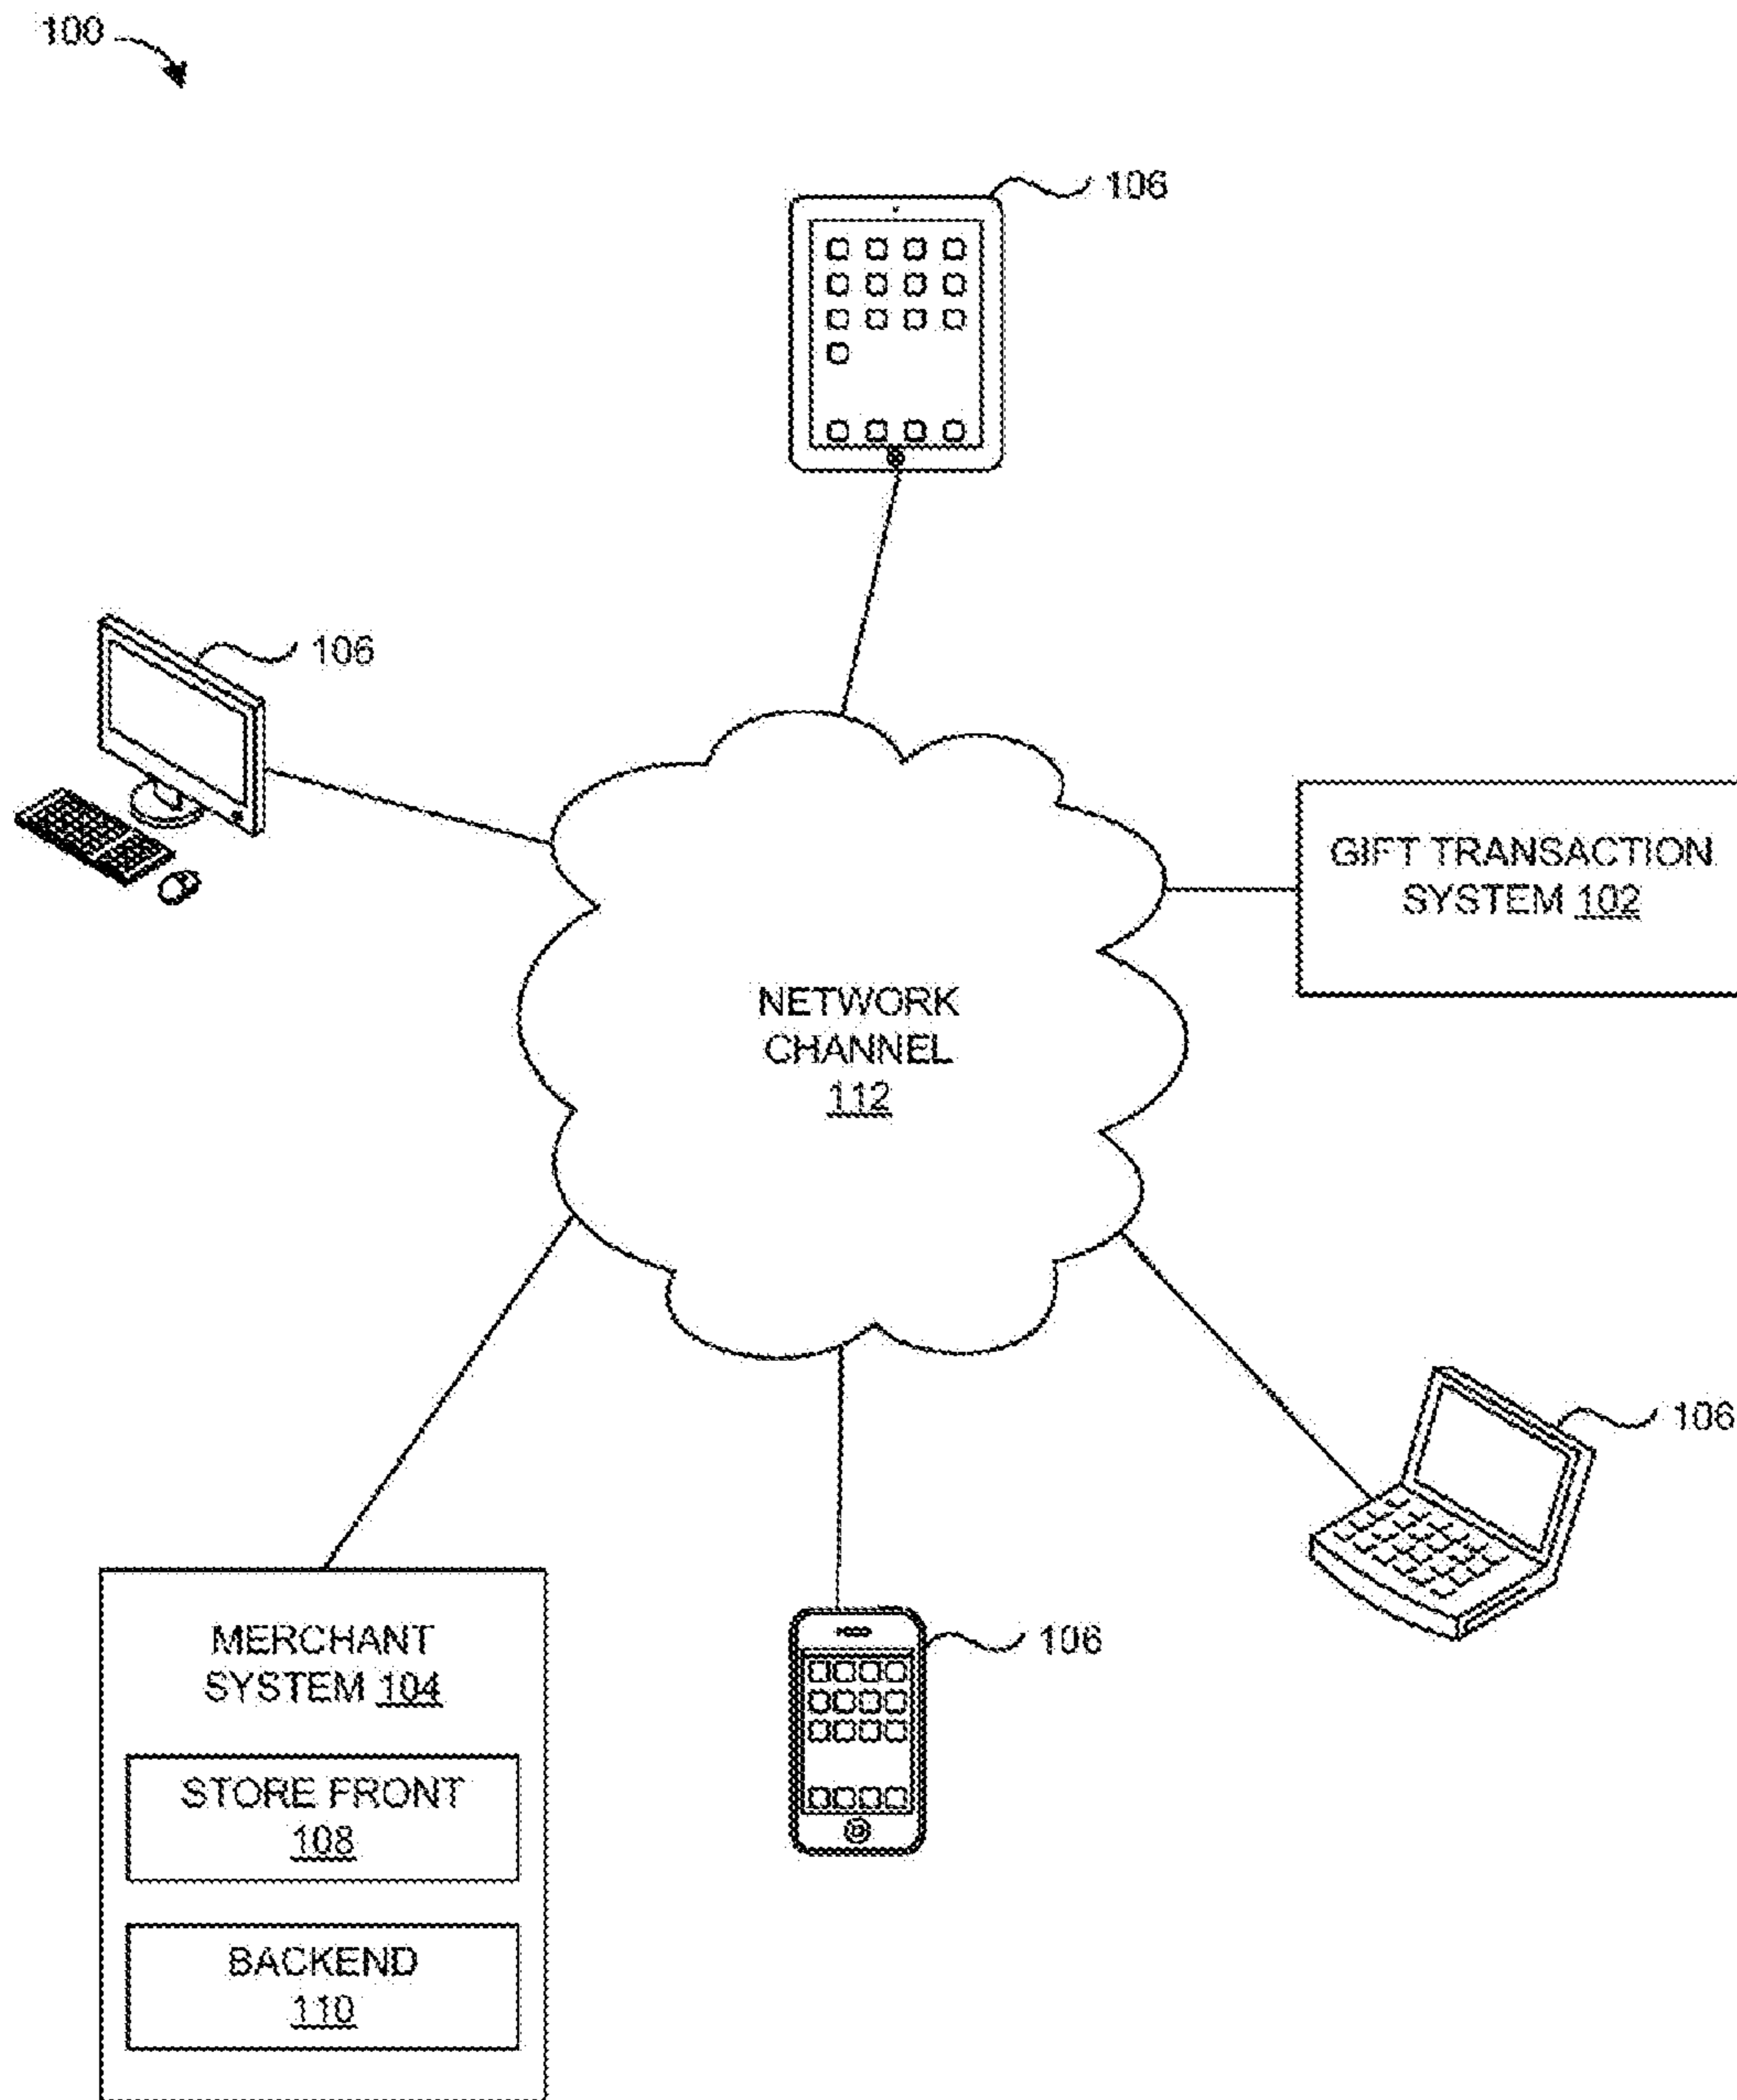 100
106
106
GIFT TRANSACTION
SYSTEM 102
NETWORK
CHANNEL
112
106
MERCHANT
SYSTEM 104
106
STORE FRONT
108
BACKEND
110